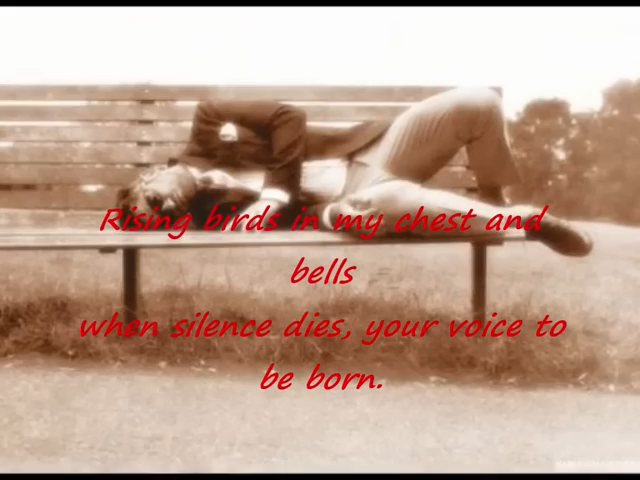 Rising birds in my chest and
bells
when silence dies, your voice to
be born.